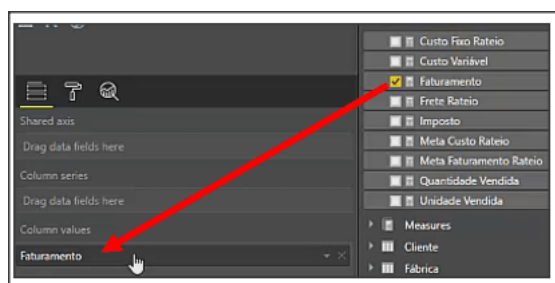 Shared axis
Drag data fields here
Column series
Drag data fields here
Column values
Faturamento
Custo Fixo Rateio
Custo Variável
Faturamento
Frete Rateio
Imposto
Meta Custo Rateio
Meta Faturamento Rateio
Quantidade Vendida
Unidade Vendida
Measures
Cliente
Fábrica